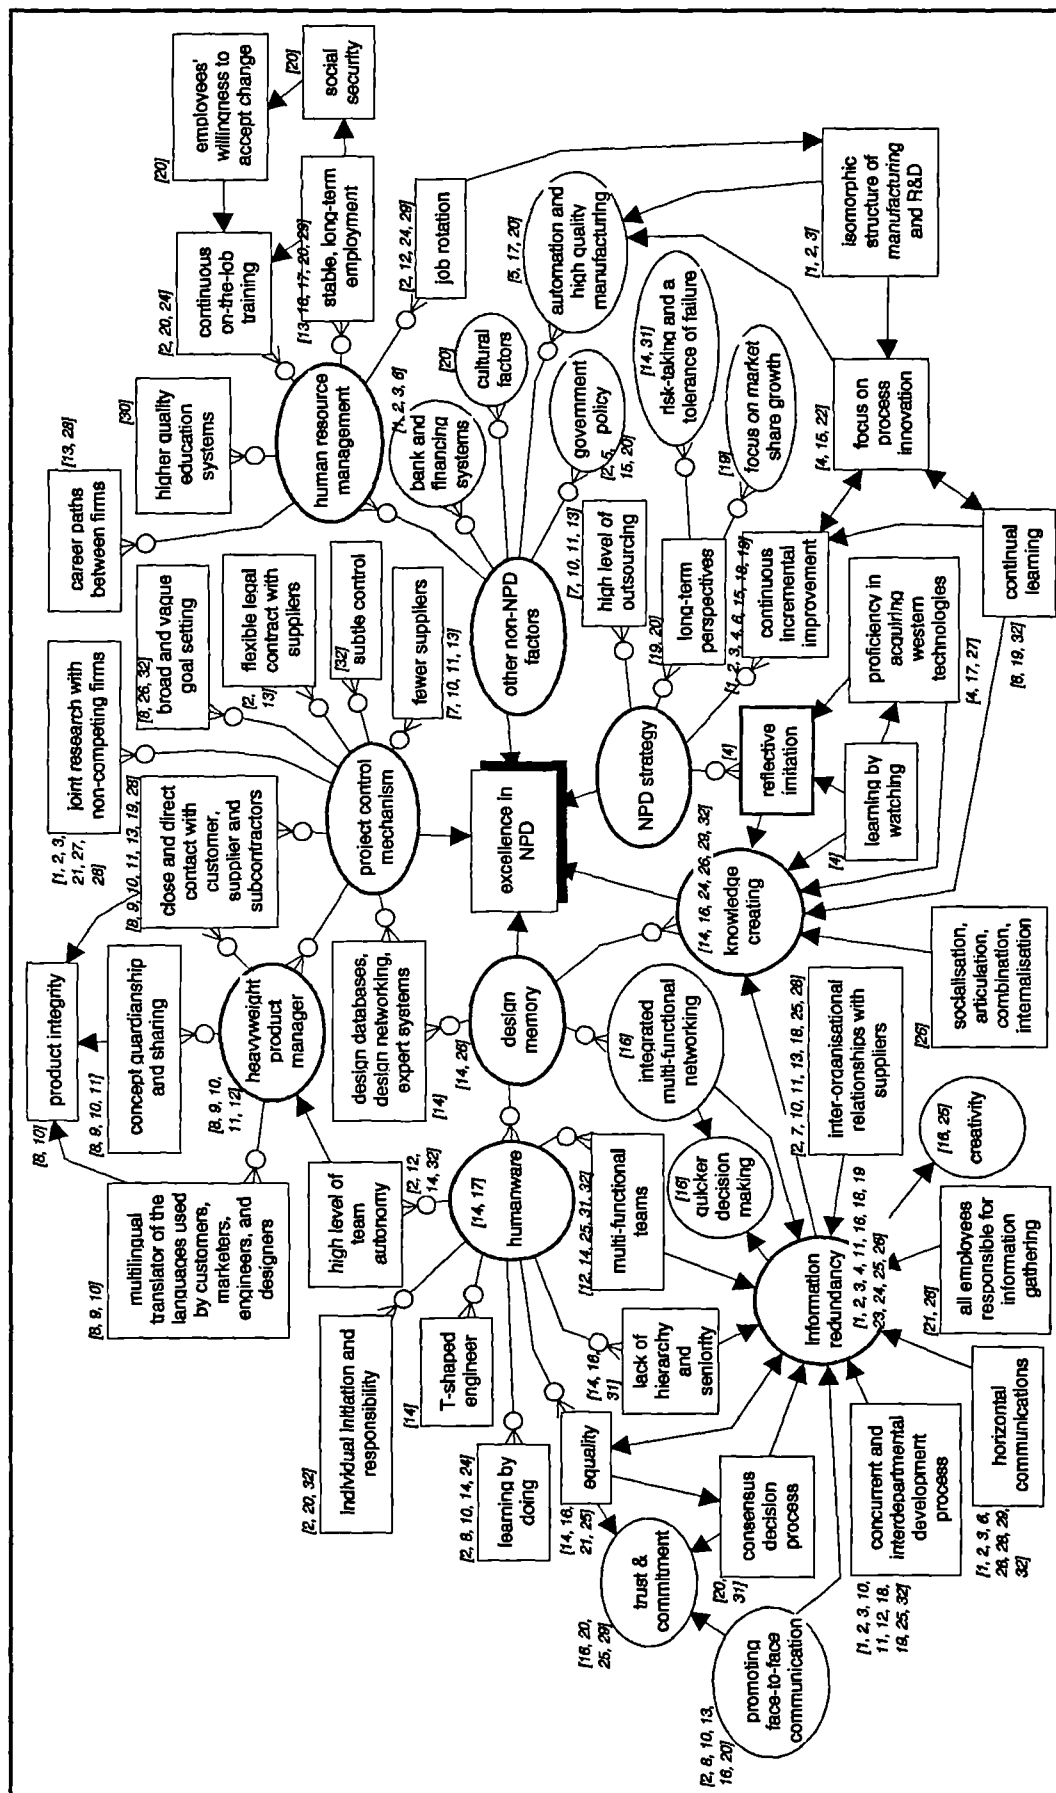 [8, 10]
product integrity
[1, 2, 3,
21, 27,
28]
joint research with
non-competing firms
career paths
between firms
[13, 28]
[8, 9, 10]
multilingual
translator of the
languages used
by customers,
marketers,
engineers, and
designers
[8, 9, 10, 11]
concept guardianship
and sharing
[8, 9, 10, 11, 13, 19, 28]
close and direct
contact with
customer,
supplier and
subcontractors
[8, 26, 32]
broad and vague
goal setting
higher quality
education
systems
[30]
[2, 20, 24]
continuous
on-the-job
training
[20]
employees'
willingness to
accept change
[2, 20, 32]
individual initiation and
responsibility
high level of
team
autonomy
[2, 12,
14, 32]
[8, 9, 10,
11, 12]
heavyweight
product
manager
[2,
13]
flexible legal
contract with
suppliers
[32]
subtle control
project control
mechanism
fewer suppliers
[7, 10, 11, 13]
human resource
management
[13, 16, 17, 20, 29]
stable, long-term
employment
[20]
social
security
[2, 12, 24, 29]
job rotation
[14]
T-shaped
engineer
[14]
design databases,
design networking,
expert systems
[1, 2, 3, 6]
bank and
financing
systems
[20]
cultural
factors
[2, 8, 10, 14, 24]
learning by
doing
[14, 17]
humanware
[14, 26]
design
memory
excellence in
NPD
other non-NPD
factors
government
policy
[2, 5,
15, 20]
[5, 17, 20]
automation and
high quality
manufacturing
[14, 16,
21, 25]
equality
[14, 16,
31]
lack of
hierarchy
and
seniority
[12, 14, 25, 31, 32]
multi-functional
teams
[16]
integrated
multi-functional
networking
[7, 10, 11, 13]
high level of
outsourcing
[14, 31]
risk-taking and a
tolerance of failure
[16, 20,
25, 29]
trust &
commitment
[20,
31]
consensus
decision
process
[16]
quicker
decision
making
[14, 16, 24, 26, 29, 32]
knowledge
creating
NPD strategy
[4]
reflective
imitation
[19, 20]
long-term
perspectives
[19]
focus on market
share growth
[1, 2, 3, 4, 6, 15, 18, 19]
continuous
incremental
improvement
[1, 2, 3]
isomorphic
structure of
manufacturing
and R&D
[2, 8, 10, 13,
16, 20]
promoting
face-to-face
communication
information
redundancy
[1, 2, 3, 4, 11, 16, 18, 19
23, 24, 25, 26]
[2, 7, 10, 11, 13, 18, 25, 28]
inter-organisational
relationships with
suppliers
[4]
learning by
watching
proficiency in
acquiring
western
technologies
[4, 17, 27]
[4, 15, 22]
focus on
process
innovation
[1, 2, 3, 10,
11, 12, 18,
19, 25, 32]
concurrent and
interdepartmental
development
process
[1, 2, 3, 6,
26, 28, 29,
32]
horizontal
communications
[21, 26]
all employees
responsible for
information
gathering
[16, 25]
creativity
[26]
socialisation,
articulation,
combination,
internalisation
[6, 19, 32]
continual
learning